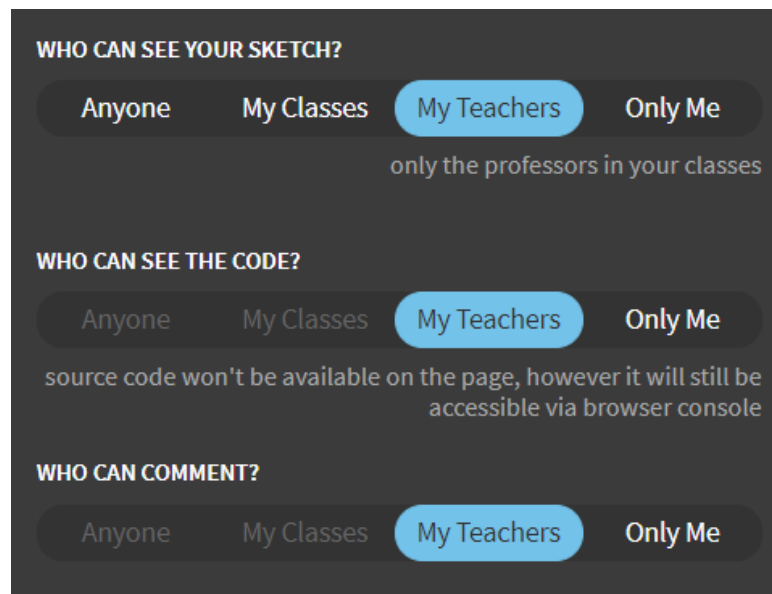 WHO CAN SEE YOUR SKETCH?
Anyone My Classes My Teachers Only Me
only the professors in your classes
WHO CAN SEE THE CODE?
Anyone My Classes My Teachers Only Me
source code won't be available on the page, however it will still be
accessible via browser console
WHO CAN COMMENT?
Anyone My Classes My Teachers Only Me